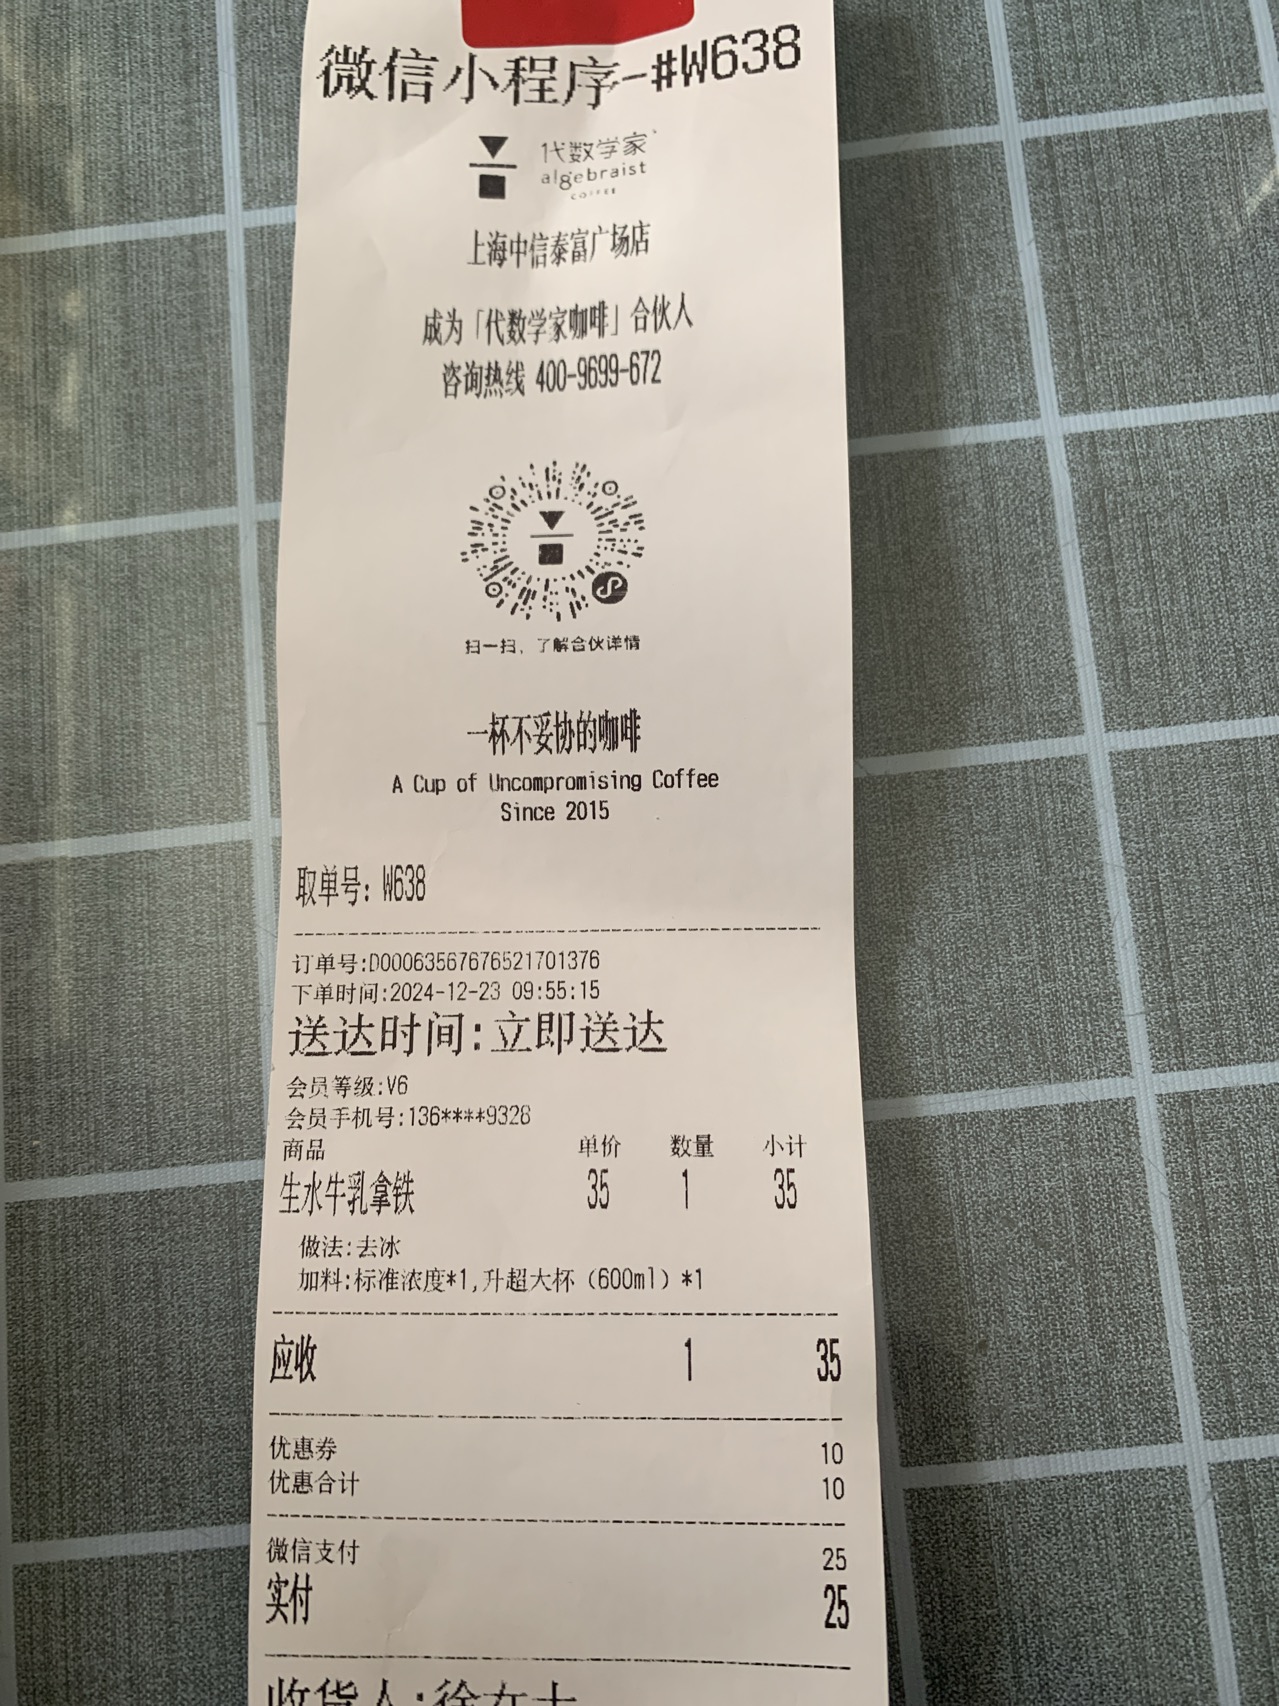 微信小程序-#W638
代数学家
algebraist
COFFEE
上海中信泰富广场店
成为「代数学家咖啡」合伙人
咨询热线 400-9699-672
扫一扫，了解合伙详情
一杯不妥协的咖啡
A Cup of Uncompromising Coffee
Since 2015
取单号: W638
订单号:D00063567676521701376
下单时间:2024-12-23 09:55:15
送达时间:立即送达
会员等级:V6
会员手机号:136****9328
商品 单价 数量 小计
生水牛乳拿铁 35 1 35
做法:去冰
加料:标准浓度*1,升超大杯（600ml）*1
应收 1 35
优惠券 10
优惠合计 10
微信支付 25
实付 25
收货人:徐女士